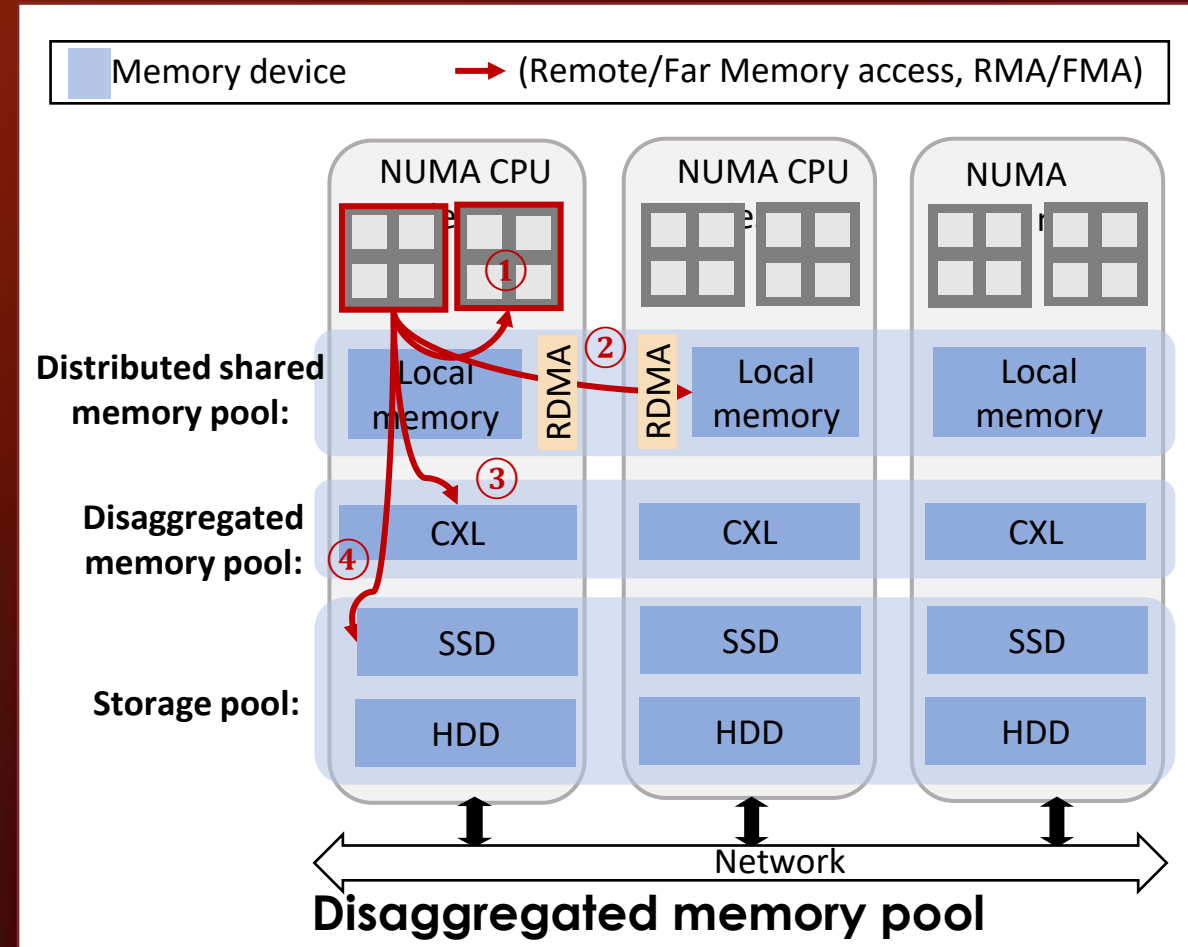 Memory device
(Remote/Far Memory access, RMA/FMA)
NUMA CPU
NUMA CPU
NUMA
①
②
Distributed shared
memory pool:
Local
memory
RDMA
RDMA
Local
memory
Local
memory
③
Disaggregated
memory pool:
CXL
CXL
CXL
④
SSD
SSD
SSD
Storage pool:
HDD
HDD
HDD
Network
Disaggregated memory pool